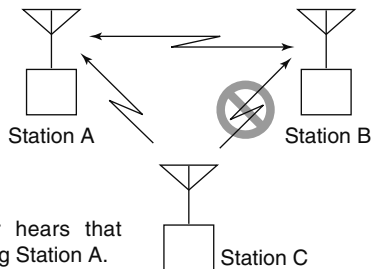 Station A
Station B
hears that
g Station A.
Station C